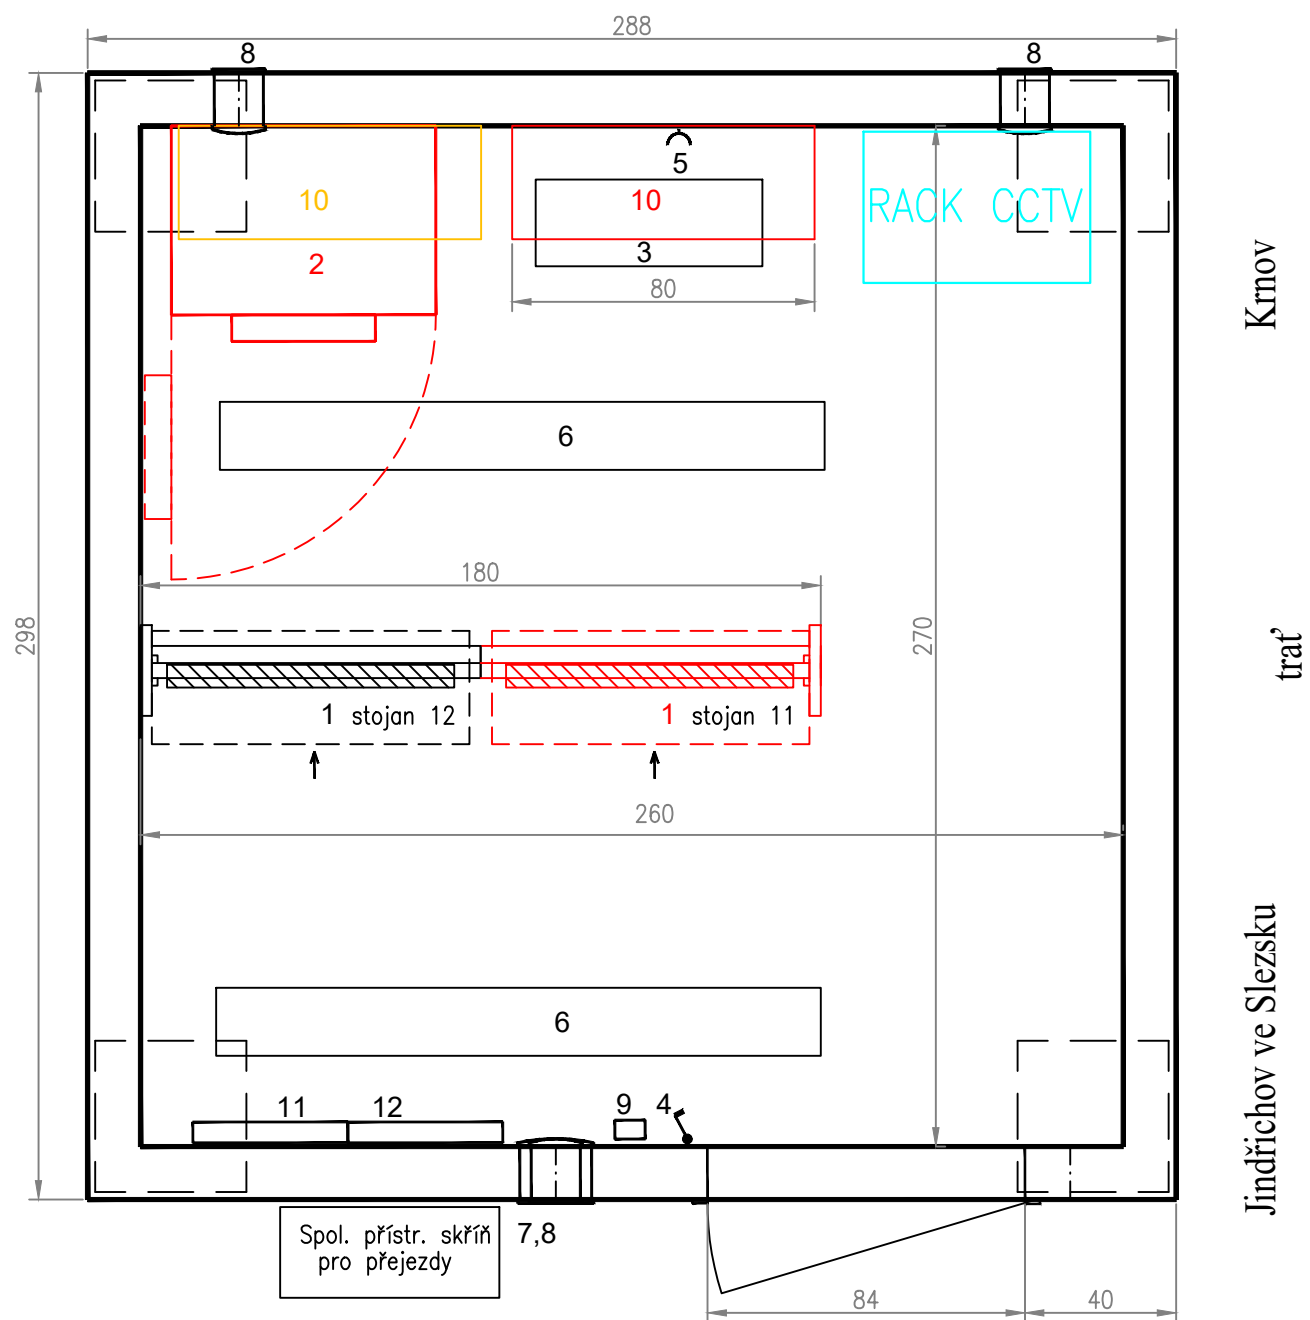 288
8
8
10
10
5
RACK CCTV
2
3
80
Krnov
6
180
298
270
trať
1 stojan 12
1 stojan 11
260
6
Jindřichov ve Slezsku
11
12
9
4
Spol. přístr. skříň
pro přejezdy
7,8
84
40